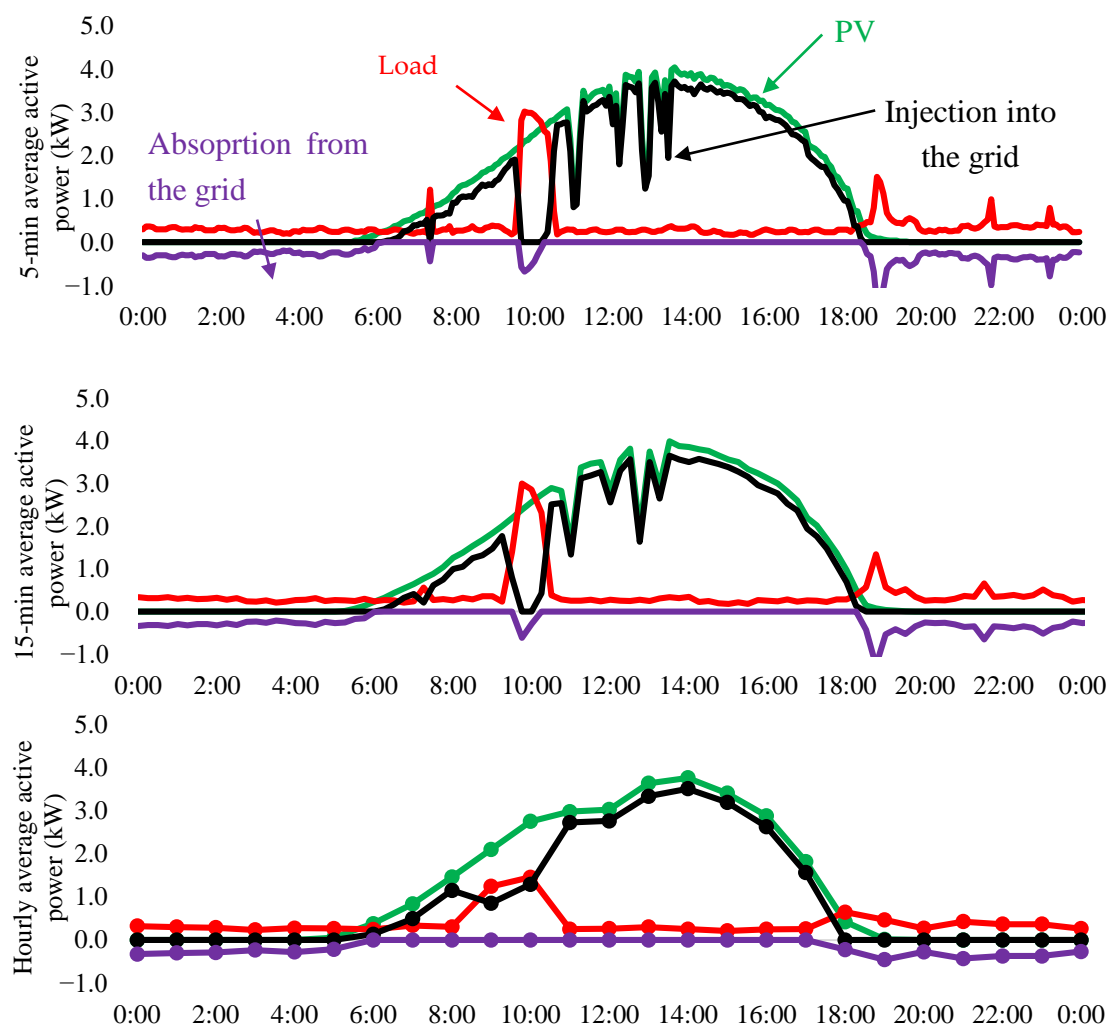 5-min average active
power (kW)
5.0
4.0
3.0
2.0
1.0
0.0
−1.0
PV
Load
Injection into
the grid
Absoprtion from
the grid
0:00 2:00 4:00 6:00 8:00 10:00 12:00 14:00 16:00 18:00 20:00 22:00 0:00
15-min average active
power (kW)
5.0
4.0
3.0
2.0
1.0
0.0
−1.0
0:00 2:00 4:00 6:00 8:00 10:00 12:00 14:00 16:00 18:00 20:00 22:00 0:00
Hourly average active
power (kW)
5.0
4.0
3.0
2.0
1.0
0.0
−1.0
0:00 2:00 4:00 6:00 8:00 10:00 12:00 14:00 16:00 18:00 20:00 22:00 0:00